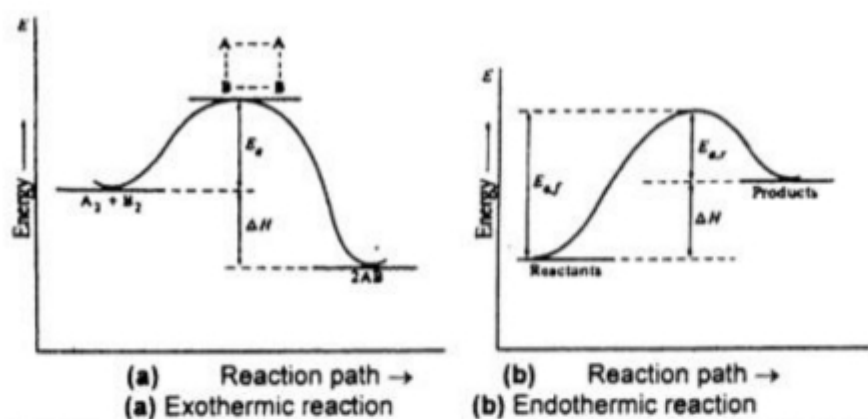 E
A A
B B
Eₐ
A₂ + B₂
ΔH
2AB
Energy →
(a) Reaction path →
(a) Exothermic reaction
E
Eₐ,f
Eₐ,r
Products
ΔH
Reactants
Energy →
(b) Reaction path →
(b) Endothermic reaction